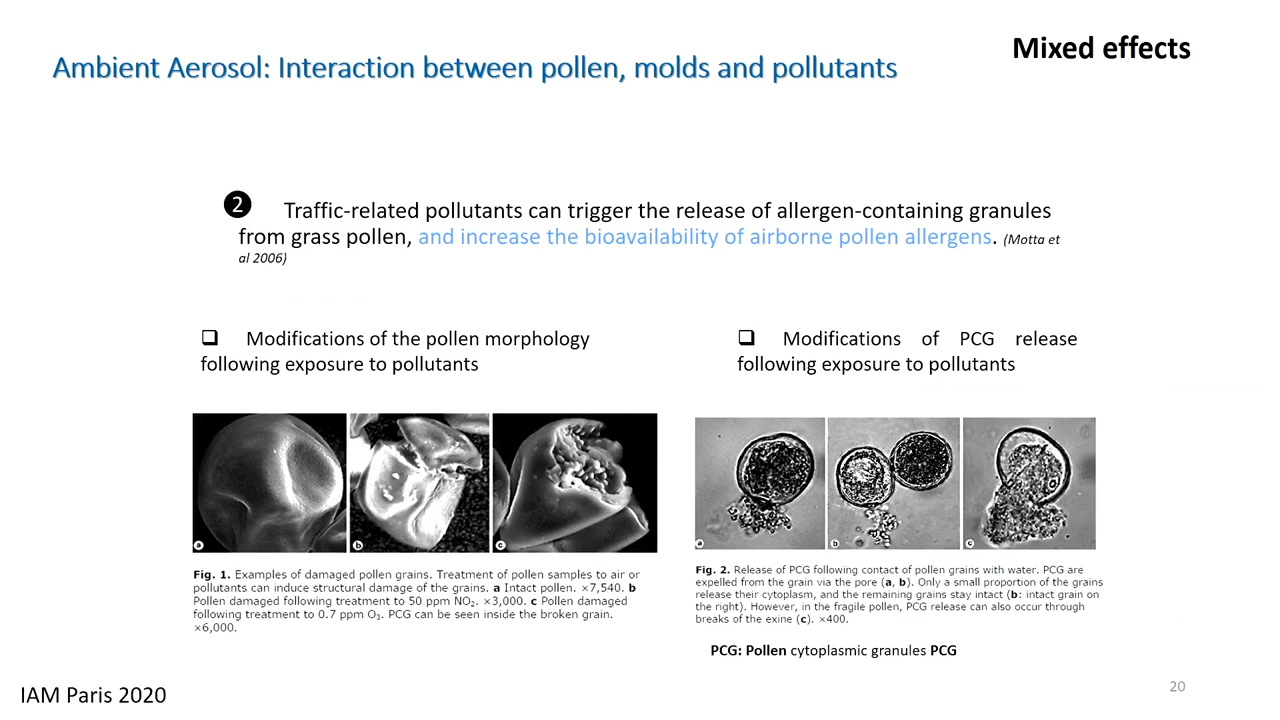 Mixed effects
Ambient Aerosol: Interaction between pollen, molds and pollutants
2 Traffic-related pollutants can trigger the release of allergen-containing granules
from grass pollen, and increase the bioavailability of airborne pollen allergens. (Motta et
al 2006)
❑ Modifications of the pollen morphology
following exposure to pollutants
❑ Modifications of PCG release
following exposure to pollutants
a b c
Fig. 1. Examples of damaged pollen grains. Treatment of pollen samples to air or
pollutants can induce structural damage of the grains. a Intact pollen. ×7,540. b
Pollen damaged following treatment to 50 ppm NO₂. ×3,000. c Pollen damaged
following treatment to 0.7 ppm O₃. PCG can be seen inside the broken grain.
×6,000.
a b c
Fig. 2. Release of PCG following contact of pollen grains with water. PCG are
expelled from the grain via the pore (a, b). Only a small proportion of the grains
release their cytoplasm, and the remaining grains stay intact (b: intact grain on
the right). However, in the fragile pollen, PCG release can also occur through
breaks of the exine (c). ×400.
PCG: Pollen cytoplasmic granules PCG
IAM Paris 2020
20